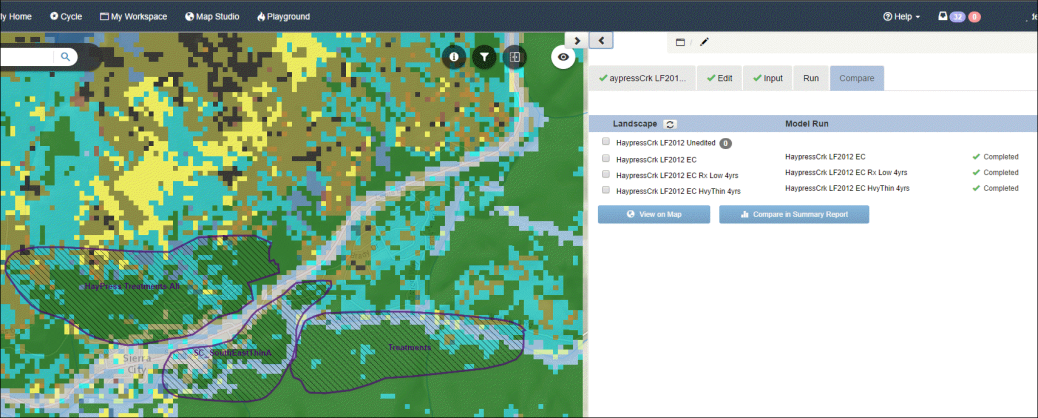 ly Home Cycle My Workspace Map Studio Playground Help 32 0
/
aypressCrk LF201... Edit Input Run Compare
Landscape Model Run
HaypressCrk LF2012 Unedited 0
HaypressCrk LF2012 EC HaypressCrk LF2012 EC Completed
HaypressCrk LF2012 EC Rx Low 4yrs HaypressCrk LF2012 EC Rx Low 4yrs Completed
HaypressCrk LF2012 EC HvyThin 4yrs HaypressCrk LF2012 EC HvyThin 4yrs Completed
View on Map Compare in Summary Report
HayPress Treatments All
SC_SouthEastThinA
Treatments
Sierra
City